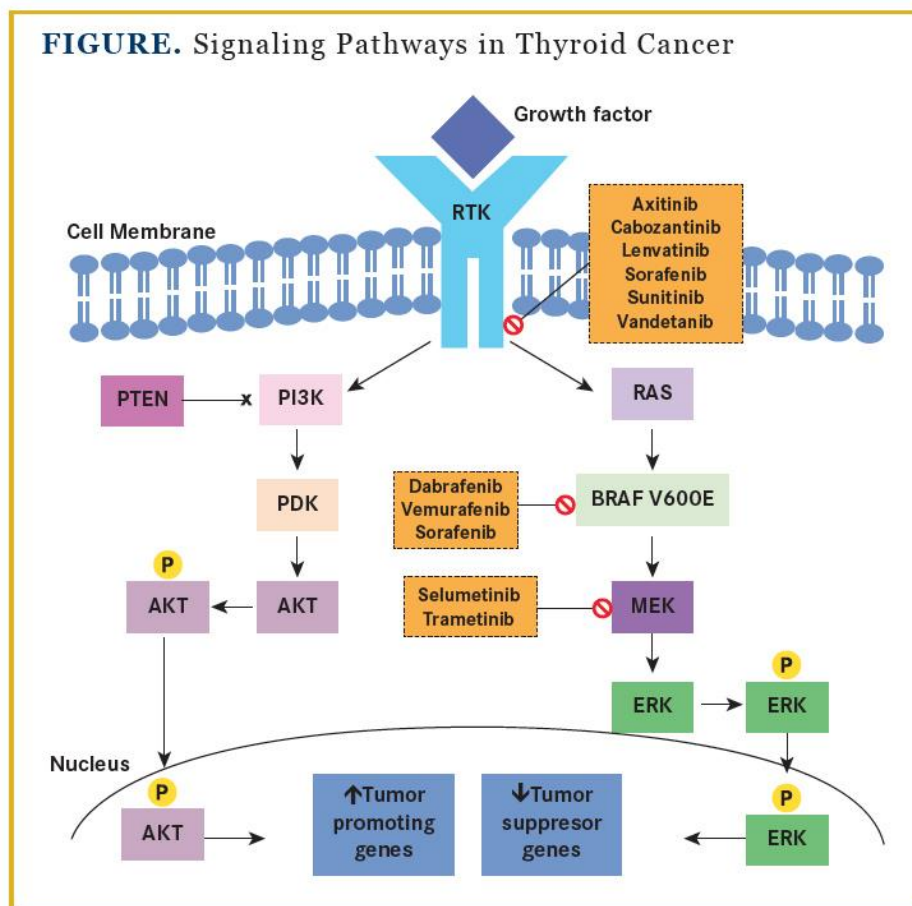 FIGURE. Signaling Pathways in Thyroid Cancer
Growth factor
RTK
Cell Membrane
Axitinib
Cabozantinib
Lenvatinib
Sorafenib
Sunitinib
Vandetanib
PTEN
x
PI3K
RAS
PDK
Dabrafenib
Vemurafenib
Sorafenib
BRAF V600E
P
AKT
AKT
Selumetinib
Trametinib
MEK
P
ERK
ERK
Nucleus
P
AKT
↑Tumor
promoting
genes
↓Tumor
suppresor
genes
P
ERK